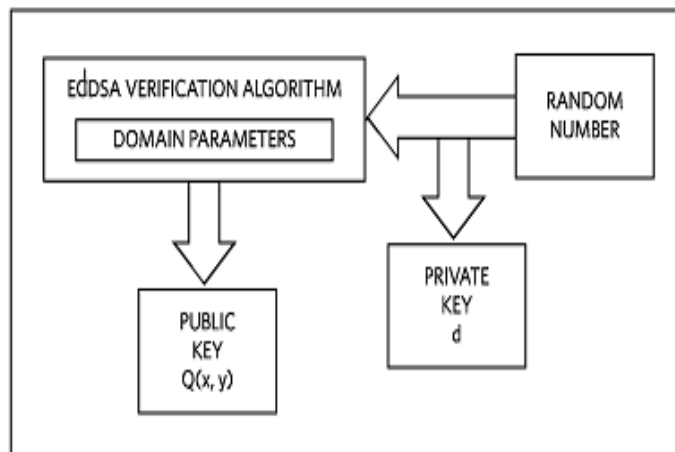 EdDSA VERIFICATION ALGORITHM
DOMAIN PARAMETERS
RANDOM
NUMBER
PUBLIC
KEY
Q(x, y)
PRIVATE
KEY
d